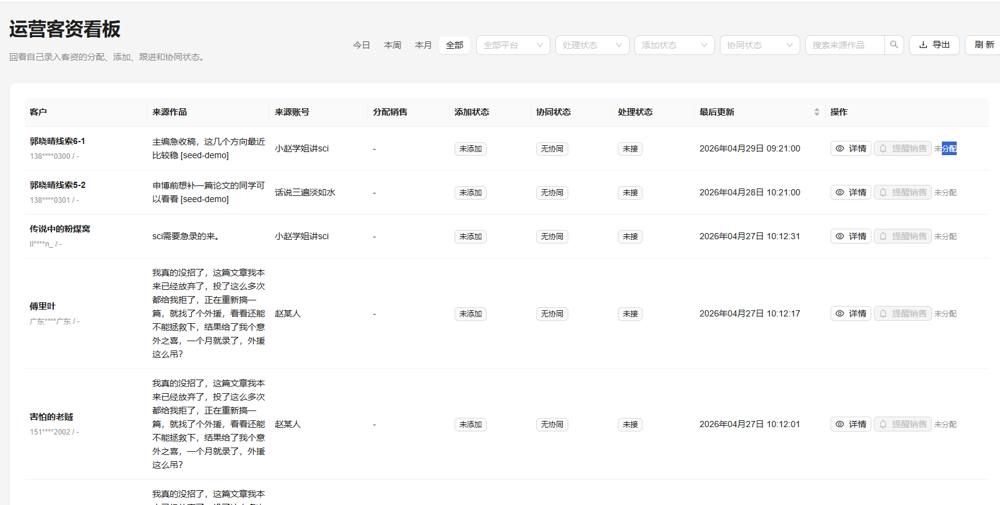 运营客资看板
回看自己录入客资的分配、添加、跟进和协同状态。
今日 本周 本月 全部 全部平台 处理状态 添加状态 协同状态 搜索来源作品 导出 刷 新
客户 来源作品 来源账号 分配销售 添加状态 协同状态 处理状态 最后更新 操作
郭晓晴线索6-1
138****0300 / -
主编急收稿，这几个方向最近
比较稳 [seed-demo]
小赵学姐讲sci - 未添加 无协同 未接 2026年04月29日 09:21:00 详情 提醒销售 未分配
郭晓晴线索5-2
138****0301 / -
申博前想补一篇论文的同学可
以看看 [seed-demo]
话说三遍淡如水 - 未添加 无协同 未接 2026年04月28日 10:21:00 详情 提醒销售 未分配
传说中的粉煤窝
ll****n_ / -
sci需要急录的来。
小赵学姐讲sci - 未添加 无协同 未接 2026年04月27日 10:12:31 详情 提醒销售 未分配
傅里叶
广东****广东 / -
我真的没招了，这篇文章我本
来已经放弃了，投了这么多次
都给我拒了，正在重新搞一
篇，就找了个外援，看看还能
不能拯救下，结果给了我个意
外之喜，一个月就录了，外援
这么吊？
赵某人 - 未添加 无协同 未接 2026年04月27日 10:12:17 详情 提醒销售 未分配
害怕的老贼
151****2002 / -
我真的没招了，这篇文章我本
来已经放弃了，投了这么多次
都给我拒了，正在重新搞一
篇，就找了个外援，看看还能
不能拯救下，结果给了我个意
外之喜，一个月就录了，外援
这么吊？
赵某人 - 未添加 无协同 未接 2026年04月27日 10:12:01 详情 提醒销售 未分配
我真的没招了，这篇文章我本